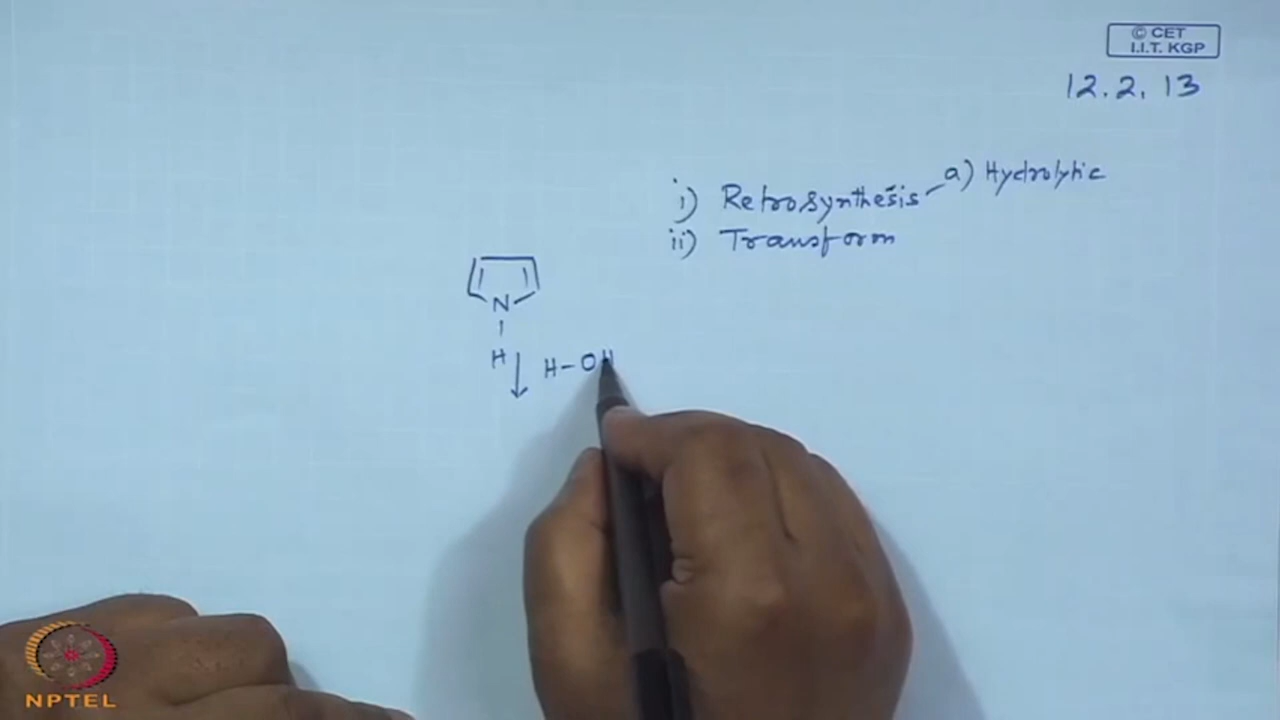 © CET
I.I.T. KGP
12.2.13
a) Hydrolytic
i) Retrosynthesis
ii) Transform
N
H
H-OH
NPTEL